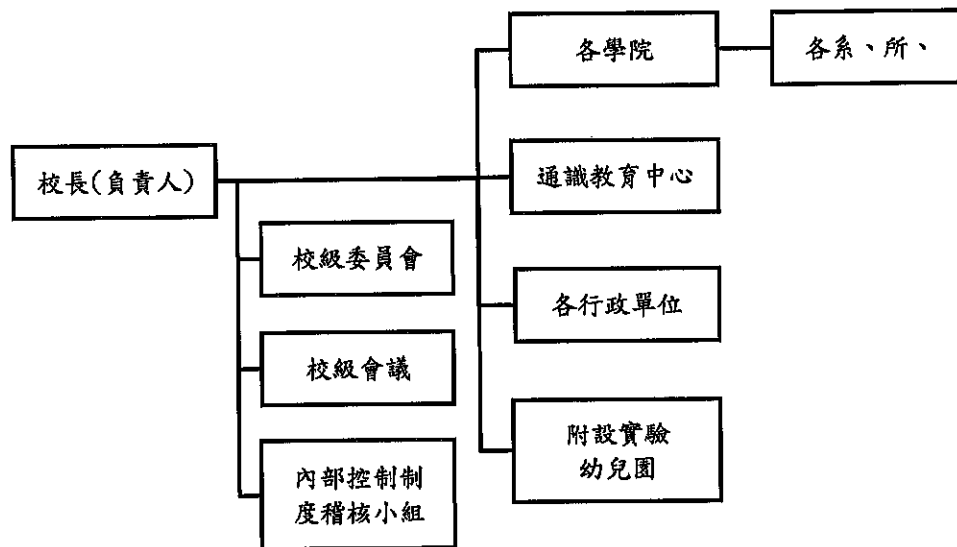 各學院
各系、所、
校長(負責人)
通識教育中心
校級委員會
各行政單位
校級會議
附設實驗
幼兒園
內部控制制
度稽核小組